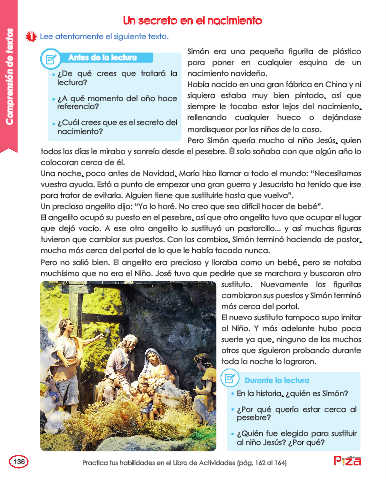 Un secreto en el nacimiento
Comprensión de textos
1 Lee atentamente el siguiente texto.
Antes de la lectura
• ¿De qué crees que tratará la
lectura?
• ¿A qué momento del año hace
referencia?
• ¿Cuál crees que es el secreto del
nacimiento?
Simón era una pequeña figurita de plástico
para poner en cualquier esquina de un
nacimiento navideño.
Había nacido en una gran fábrica en China y ni
siquiera estaba muy bien pintado, así que
siempre le tocaba estar lejos del nacimiento,
rellenando cualquier hueco o dejándose
mordisquear por los niños de la casa.
Pero Simón quería mucho al niño Jesús, quien
todos los días le miraba y sonreía desde el pesebre. Él solo soñaba con que algún año lo
colocaran cerca de él.
Una noche, poco antes de Navidad, María hizo llamar a todo el mundo: "Necesitamos
vuestra ayuda. Está a punto de empezar una gran guerra y Jesucristo ha tenido que irse
para tratar de evitarla. Alguien tiene que sustituirle hasta que vuelva".
Un precioso angelito dijo: "Yo lo haré. No creo que sea difícil hacer de bebé".
El angelito ocupó su puesto en el pesebre, así que otro angelito tuvo que ocupar el lugar
que dejó vacío. A ese otro angelito lo sustituyó un pastorcillo... y así muchas figuras
tuvieron que cambiar sus puestos. Con los cambios, Simón terminó haciendo de pastor,
mucho más cerca del portal de lo que le había tocado nunca.
Pero no salió bien. El angelito era precioso y lloraba como un bebé, pero se notaba
muchísimo que no era el Niño. José tuvo que pedirle que se marchara y buscaron otro
sustituto. Nuevamente las figuritas
cambiaron sus puestos y Simón terminó
más cerca del portal.
El nuevo sustituto tampoco supo imitar
al Niño. Y más adelante hubo poca
suerte ya que, ninguno de los muchos
otros que siguieron probando durante
toda la noche lo lograron.
Durante la lectura
• En la historia, ¿quién es Simón?
• ¿Por qué quería estar cerca al
pesebre?
• ¿Quién fue elegido para sustituir
al niño Jesús? ¿Por qué?
136
Practica tus habilidades en el Libro de Actividades (pág. 162 al 164)